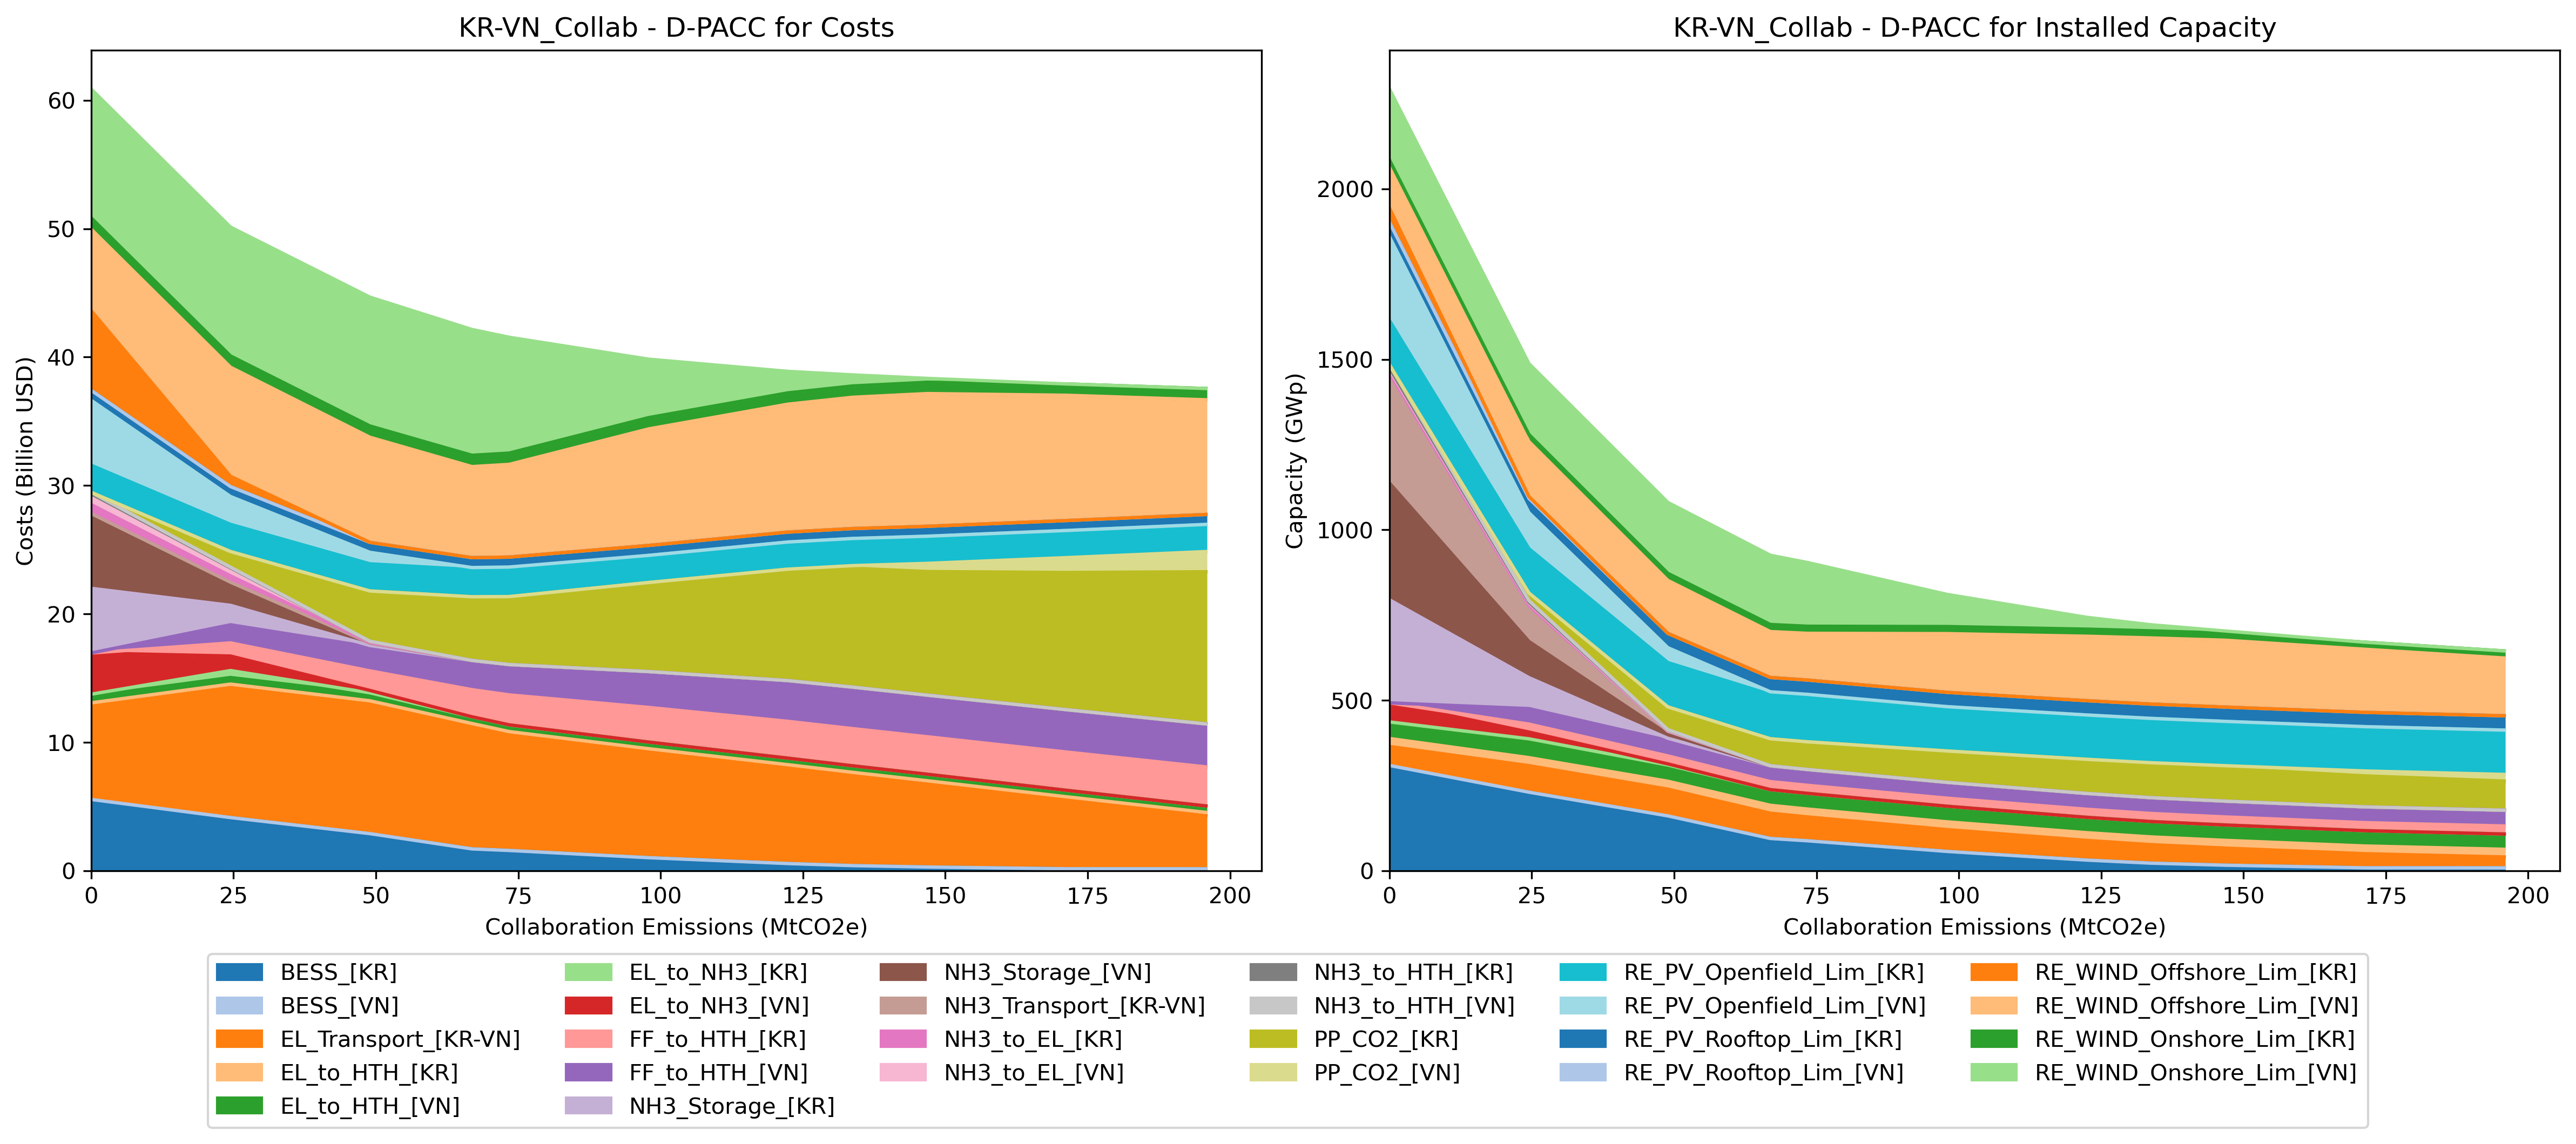 KR-VN_Collab - D-PACC for Costs
60
50
40
30
20
10
0
Costs (Billion USD)
0 25 50 75 100 125 150 175 200
Collaboration Emissions (MtCO2e)
KR-VN_Collab - D-PACC for Installed Capacity
2000
1500
1000
500
0
Capacity (GWp)
0 25 50 75 100 125 150 175 200
Collaboration Emissions (MtCO2e)
BESS_[KR]
BESS_[VN]
EL_Transport_[KR-VN]
EL_to_HTH_[KR]
EL_to_HTH_[VN]
EL_to_NH3_[KR]
EL_to_NH3_[VN]
FF_to_HTH_[KR]
FF_to_HTH_[VN]
NH3_Storage_[KR]
NH3_Storage_[VN]
NH3_Transport_[KR-VN]
NH3_to_EL_[KR]
NH3_to_EL_[VN]
NH3_to_HTH_[KR]
NH3_to_HTH_[VN]
PP_CO2_[KR]
PP_CO2_[VN]
RE_PV_Openfield_Lim_[KR]
RE_PV_Openfield_Lim_[VN]
RE_PV_Rooftop_Lim_[KR]
RE_PV_Rooftop_Lim_[VN]
RE_WIND_Offshore_Lim_[KR]
RE_WIND_Offshore_Lim_[VN]
RE_WIND_Onshore_Lim_[KR]
RE_WIND_Onshore_Lim_[VN]